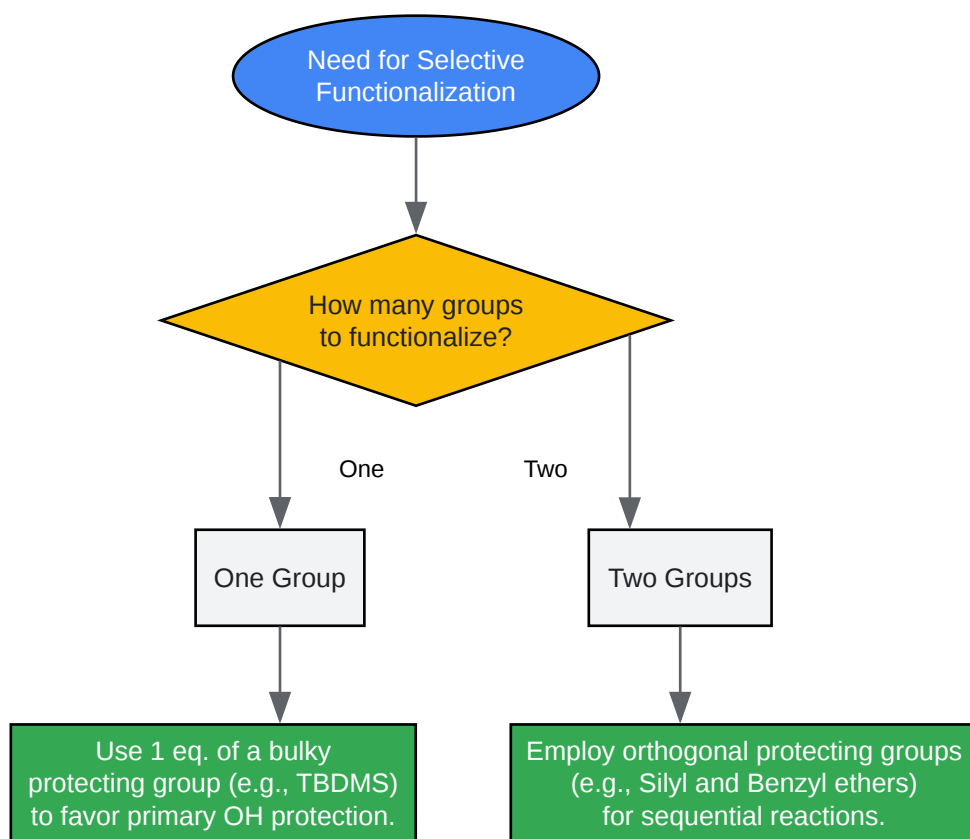 Need for Selective
Functionalization
How many groups
to functionalize?
One
Two
One Group
Two Groups
Use 1 eq. of a bulky
protecting group (e.g., TBDMS)
to favor primary OH protection.
Employ orthogonal protecting groups
(e.g., Silyl and Benzyl ethers)
for sequential reactions.